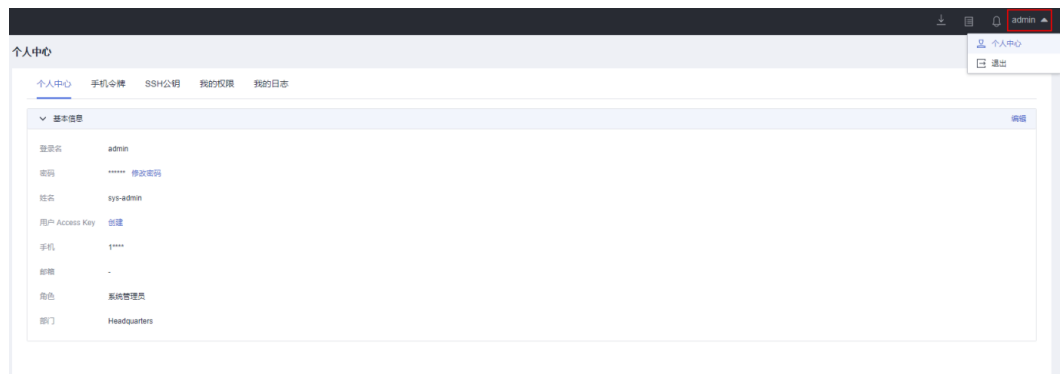 admin
个人中心
退出
个人中心
个人中心 手机令牌 SSH公钥 我的权限 我的日志
基本信息 编辑
登录名 admin
密码 ****** 修改密码
姓名 sys-admin
用户 Access Key 创建
手机 1****
邮箱 -
角色 系统管理员
部门 Headquarters